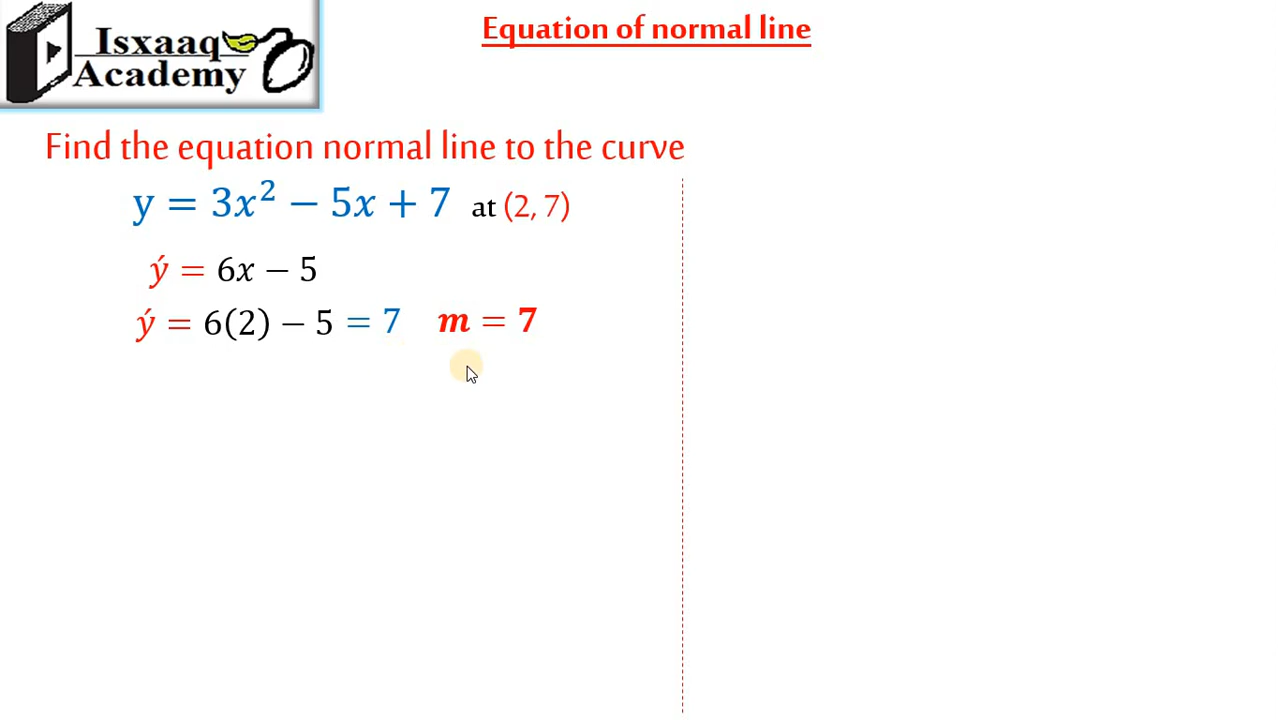 Isxaaq
Academy
Equation of normal line
Find the equation normal line to the curve
y = 3x² − 5x + 7 at (2, 7)
ý = 6x − 5
ý = 6(2) − 5 = 7 m = 7